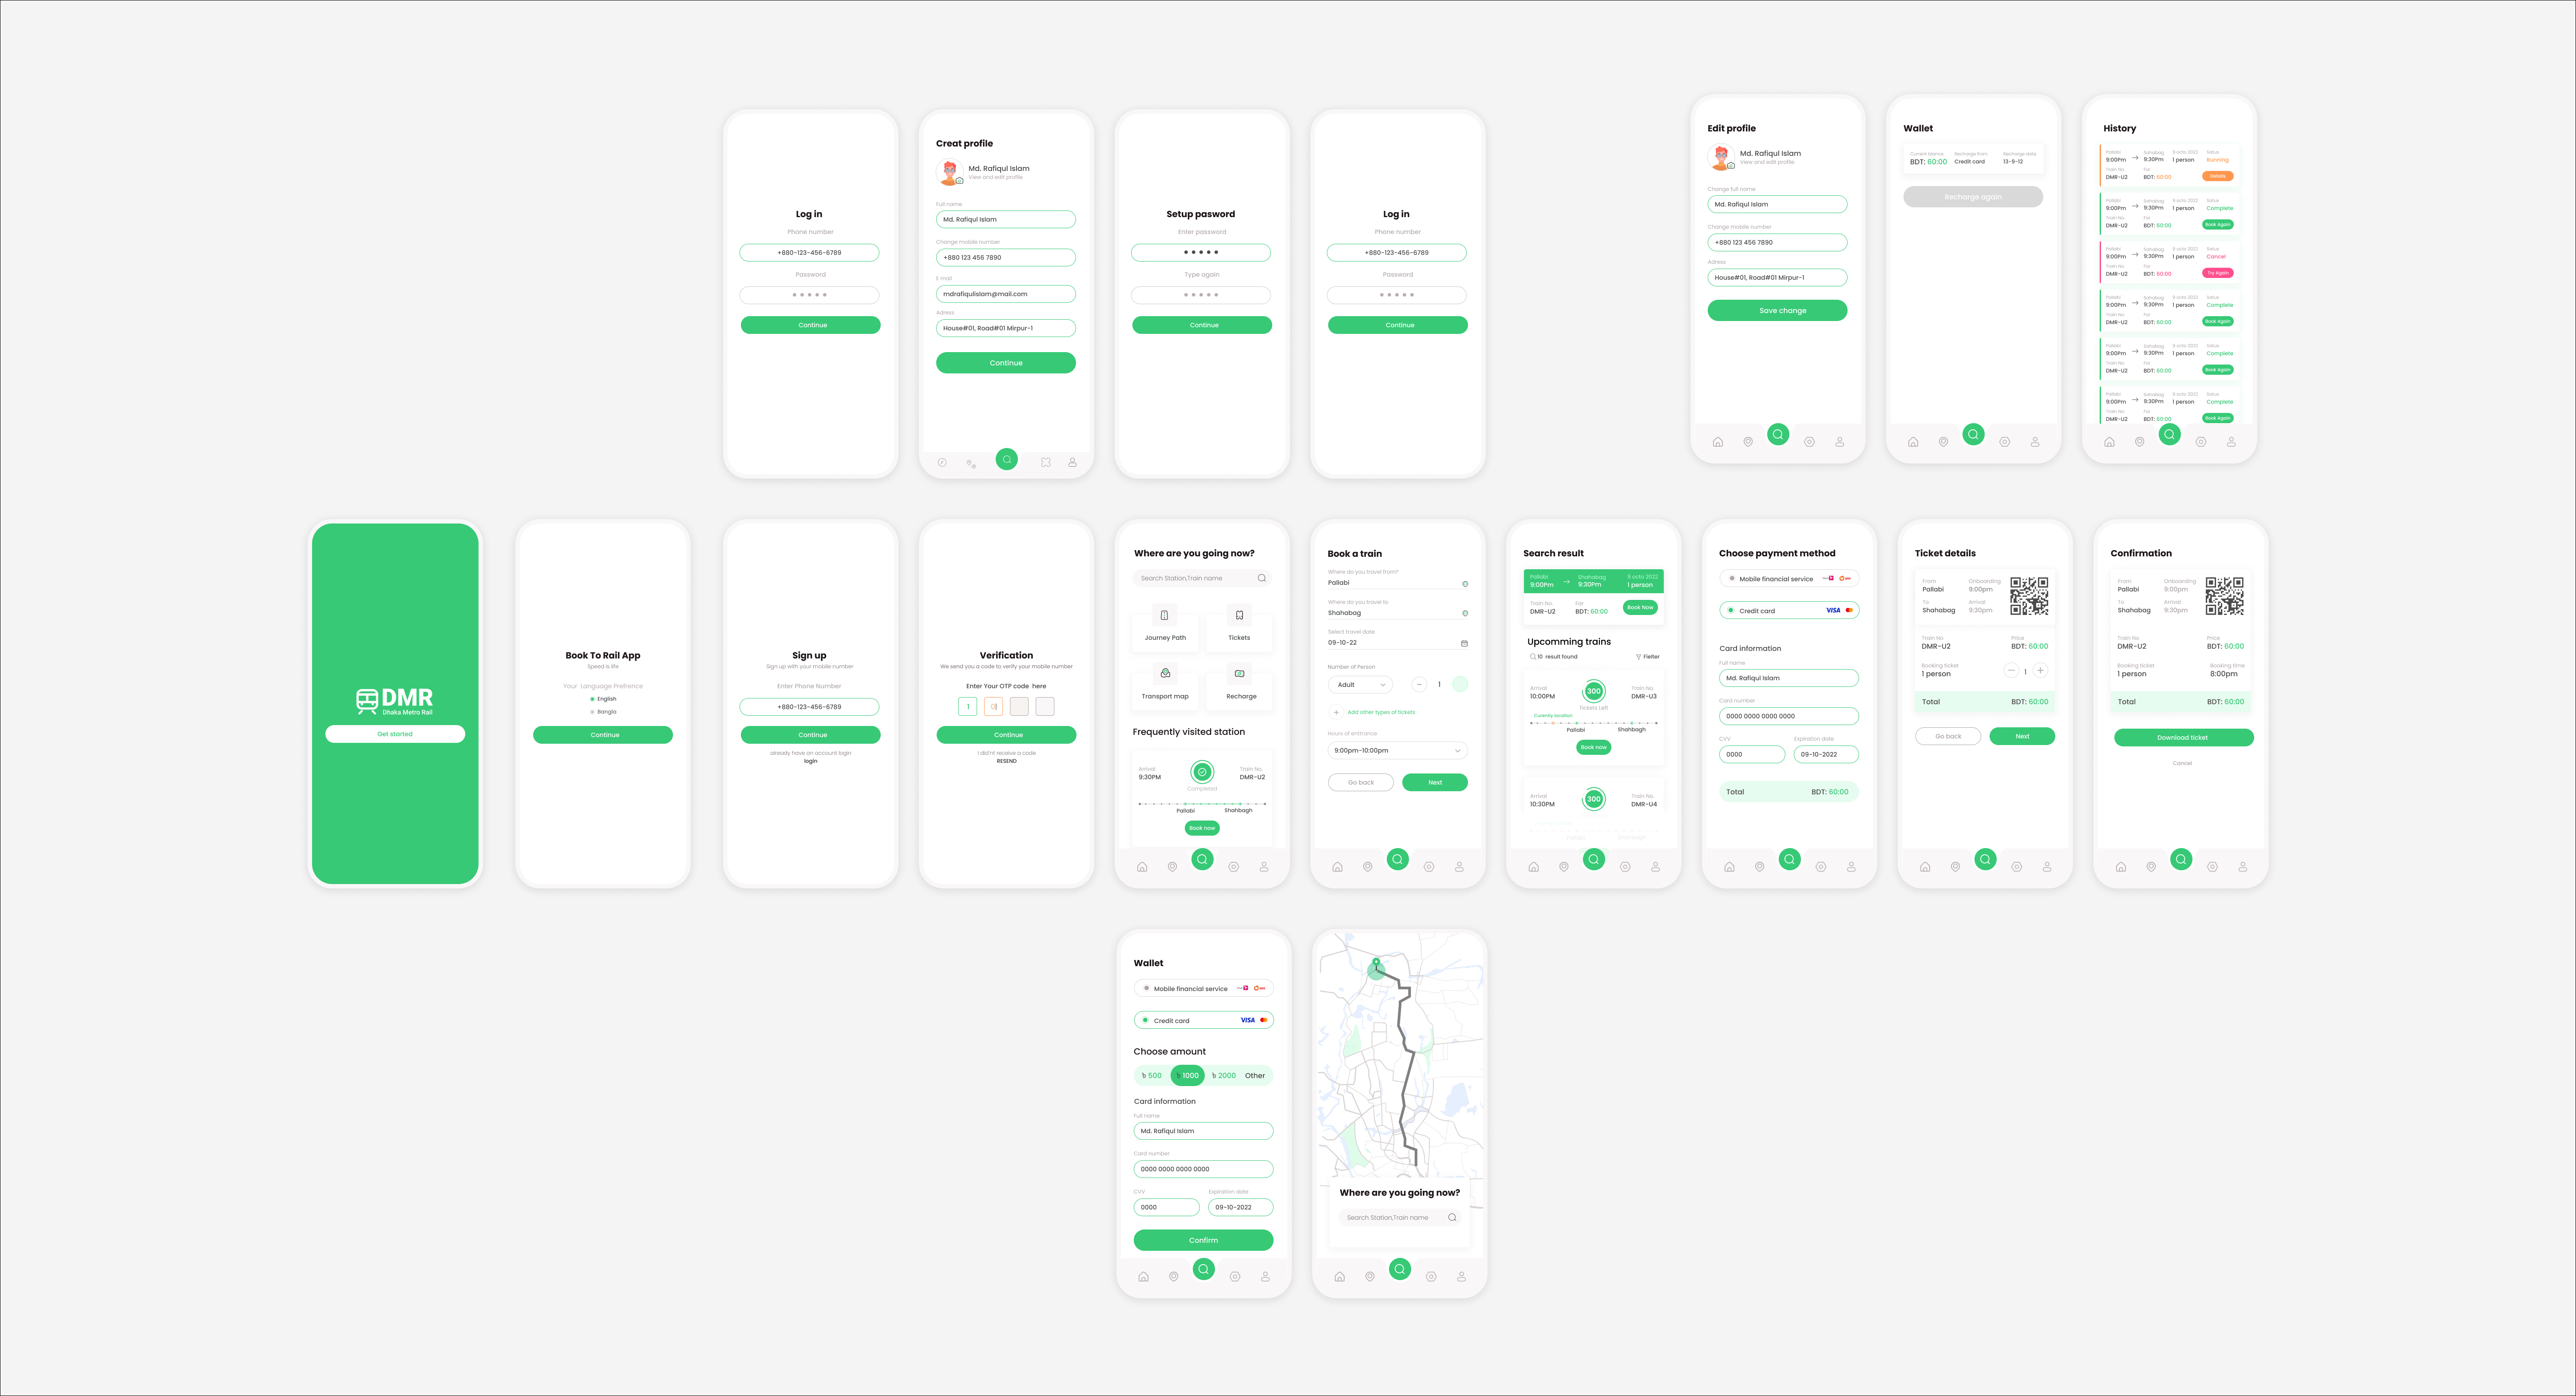 Log in
Phone number
+880-123-456-6789
Password
Continue
Creat profile
Md. Rafiqul Islam
View and edit profile
Full name
Md. Rafiqul Islam
Change mobile number
+880 123 456 7890
E mail
mdrafiqulislam@mail.com
Adress
House#01, Road#01 Mirpur-1
Continue
Setup pasword
Enter password
Type again
Continue
Log in
Phone number
+880-123-456-6789
Password
Continue
Edit profile
Md. Rafiqul Islam
View and edit profile
Change full name
Md. Rafiqul Islam
Change mobile number
+880 123 456 7890
Adress
House#01, Road#01 Mirpur-1
Save change
Wallet
Recharge from
BDT: 60:00 Credit card 13-9-12
Recharge again
History
Pallabi Sahabag 9 octo 2022
9:00Pm → 9:30Pm 1 person Running
Train No. Far
DMR-U2 BDT: 60:00 Details
Pallabi Sahabag 9 octo 2022
9:00Pm → 9:30Pm 1 person Complete
Train No. Far
DMR-U2 BDT: 60:00 Book Again
Pallabi Sahabag 9 octo 2022
9:00Pm → 9:30Pm 1 person Cancel
Train No. Far
DMR-U2 BDT: 60:00 Try Again
Pallabi Sahabag 9 octo 2022
9:00Pm → 9:30Pm 1 person Complete
Train No. Far
DMR-U2 BDT: 60:00 Book Again
Pallabi Sahabag 9 octo 2022
9:00Pm → 9:30Pm 1 person Complete
Train No. Far
DMR-U2 BDT: 60:00 Book Again
Pallabi Sahabag 9 octo 2022
9:00Pm → 9:30Pm 1 person Complete
Train No. Far
DMR-U2 BDT: 60:00 Book Again
DMR
Dhaka Metro Rail
Get started
Book To Rail App
Speed is life
Your Language Prefrence
English
Bangla
Continue
Sign up
Sign up with your mobile number
Enter Phone Number
+880-123-456-6789
Continue
already have an account login
login
Verification
We send you a code to verify your mobile number
Enter Your OTP code here
1 0
Continue
I did'nt receive a code
RESEND
Where are you going now?
Search Station,Train name
Journey Path Tickets
Transport map Recharge
Frequently visited station
Arrival Train No.
9:30PM DMR-U2
Completed
Pallabi Shahbagh
Book now
Book a train
Where do you travel from?
Pallabi
Where do you travel to
Shahabag
Select travel date
09-10-22
Number of Person
Adult − 1
+ Add other types of tickets
Hours of entrance
9:00pm-10:00pm
Go back Next
Search result
Pallabi Shahabag 9 octo 2022
9:00Pm → 9:30Pm 1 person
Train No. Far
DMR-U2 BDT: 60:00 Book Now
Upcomming trains
10 result found Fielter
Arrival 300 Train No.
10:00PM DMR-U3
Tickets Left
Curently location
Pallabi Shahbagh
Book now
Arrival 300 Train No.
10:30PM DMR-U4
Choose payment method
Mobile financial service
Credit card VISA
Card information
Full name
Md. Rafiqul Islam
Card number
0000 0000 0000 0000
CVV Expiration date
0000 09-10-2022
Total BDT: 60:00
Ticket details
From Onboarding
Pallabi 9:00pm
To Arrival
Shahabag 9:30pm
Train No Price
DMR-U2 BDT: 60:00
Booking ticket
1 person − 1 +
Total BDT: 60:00
Go back Next
Confirmation
From Onboarding
Pallabi 9:00pm
To Arrival
Shahabag 9:30pm
Train No Price
DMR-U2 BDT: 60:00
Booking ticket Booking time
1 person 8:00pm
Total BDT: 60:00
Download ticket
Cancel
Wallet
Mobile financial service
Credit card VISA
Choose amount
৳ 500 ৳ 1000 ৳ 2000 Other
Card information
Full name
Md. Rafiqul Islam
Card number
0000 0000 0000 0000
CVV Expiration date
0000 09-10-2022
Confirm
Where are you going now?
Search Station,Train name